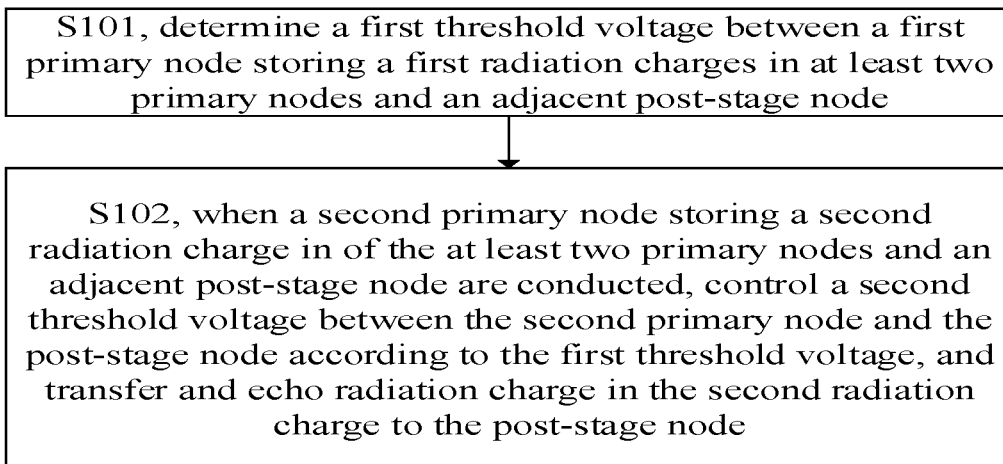 S101, determine a first threshold voltage between a first
primary node storing a first radiation charges in at least two
primary nodes and an adjacent post-stage node
S102, when a second primary node storing a second
radiation charge in of the at least two primary nodes and an
adjacent post-stage node are conducted, control a second
threshold voltage between the second primary node and the
post-stage node according to the first threshold voltage, and
transfer and echo radiation charge in the second radiation
charge to the post-stage node